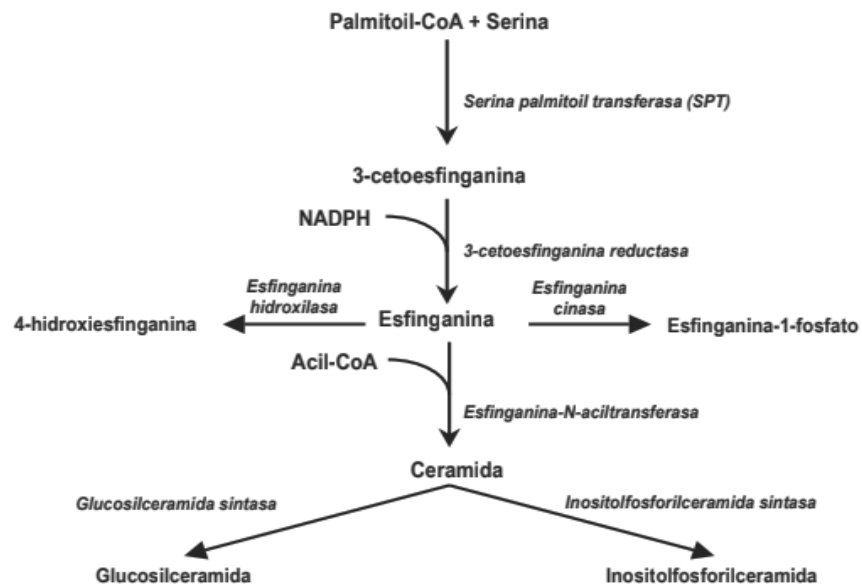 Palmitoil-CoA + Serina
Serina palmitoil transferasa (SPT)
3-cetoesfinganina
NADPH
3-cetoesfinganina reductasa
Esfinganina
hidroxilasa
Esfinganina
cinasa
4-hidroxiesfinganina
Esfinganina
Esfinganina-1-fosfato
Acil-CoA
Esfinganina-N-aciltransferasa
Ceramida
Glucosilceramida sintasa
Inositolfosforilceramida sintasa
Glucosilceramida
Inositolfosforilceramida